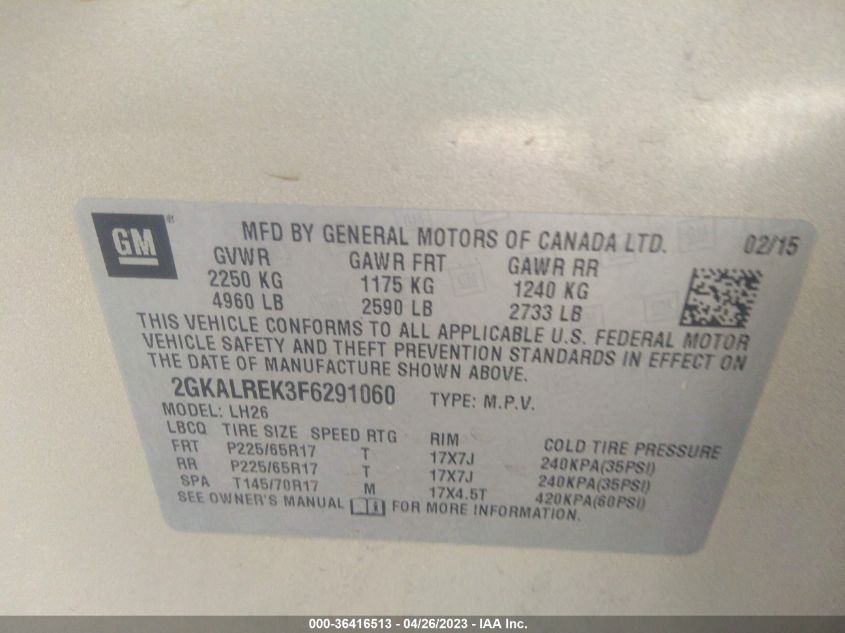 GM®
MFD BY GENERAL MOTORS OF CANADA LTD. 02/15
GVWR GAWR FRT GAWR RR
2250 KG 1175 KG 1240 KG
4960 LB 2590 LB 2733 LB
THIS VEHICLE CONFORMS TO ALL APPLICABLE U.S. FEDERAL MOTOR
VEHICLE SAFETY AND THEFT PREVENTION STANDARDS IN EFFECT ON
THE DATE OF MANUFACTURE SHOWN ABOVE.
2GKALREK3F6291060 TYPE: M.P.V.
MODEL: LH26
LBCQ TIRE SIZE SPEED RTG RIM COLD TIRE PRESSURE
FRT P225/65R17 T 17X7J 240KPA(35PSI)
RR P225/65R17 T 17X7J 240KPA(35PSI)
SPA T145/70R17 M 17X4.5T 420KPA(60PSI)
SEE OWNER'S MANUAL FOR MORE INFORMATION.
000-36416513 - 04/26/2023 - IAA Inc.